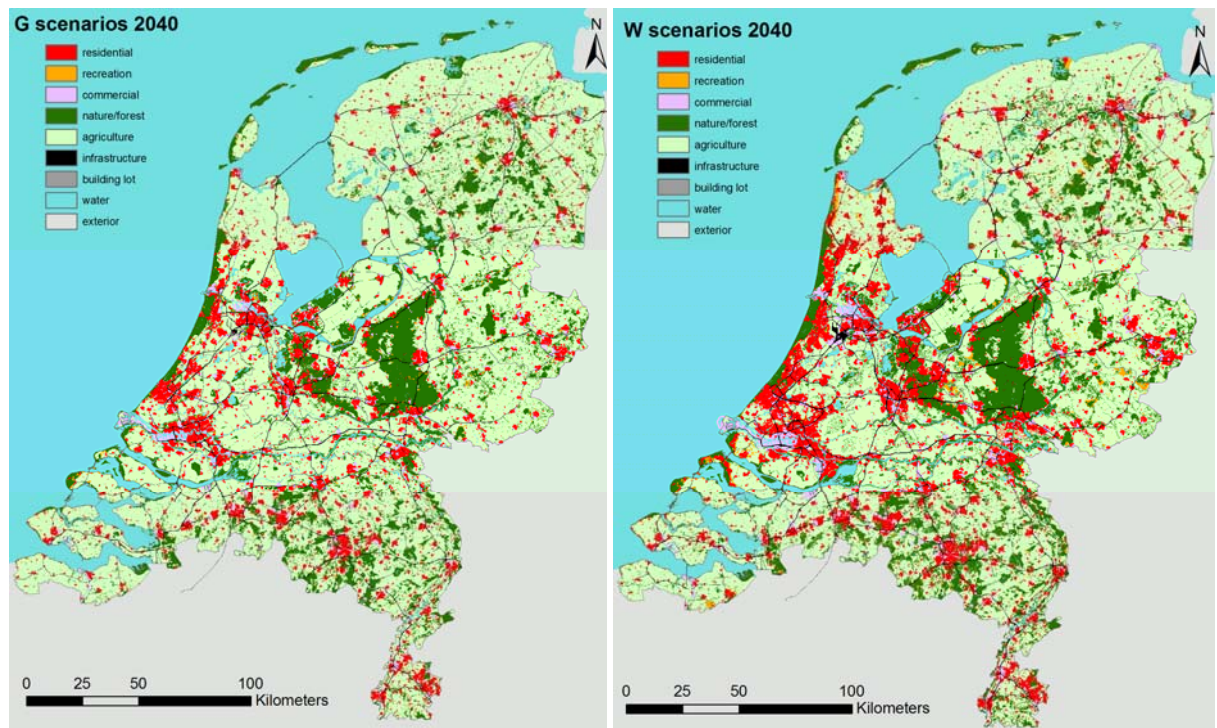 G scenarios 2040
N
residential
recreation
commercial
nature/forest
agriculture
infrastructure
building lot
water
exterior
0 25 50 100
Kilometers
W scenarios 2040
N
residential
recreation
commercial
nature/forest
agriculture
infrastructure
building lot
water
exterior
0 25 50 100
Kilometers